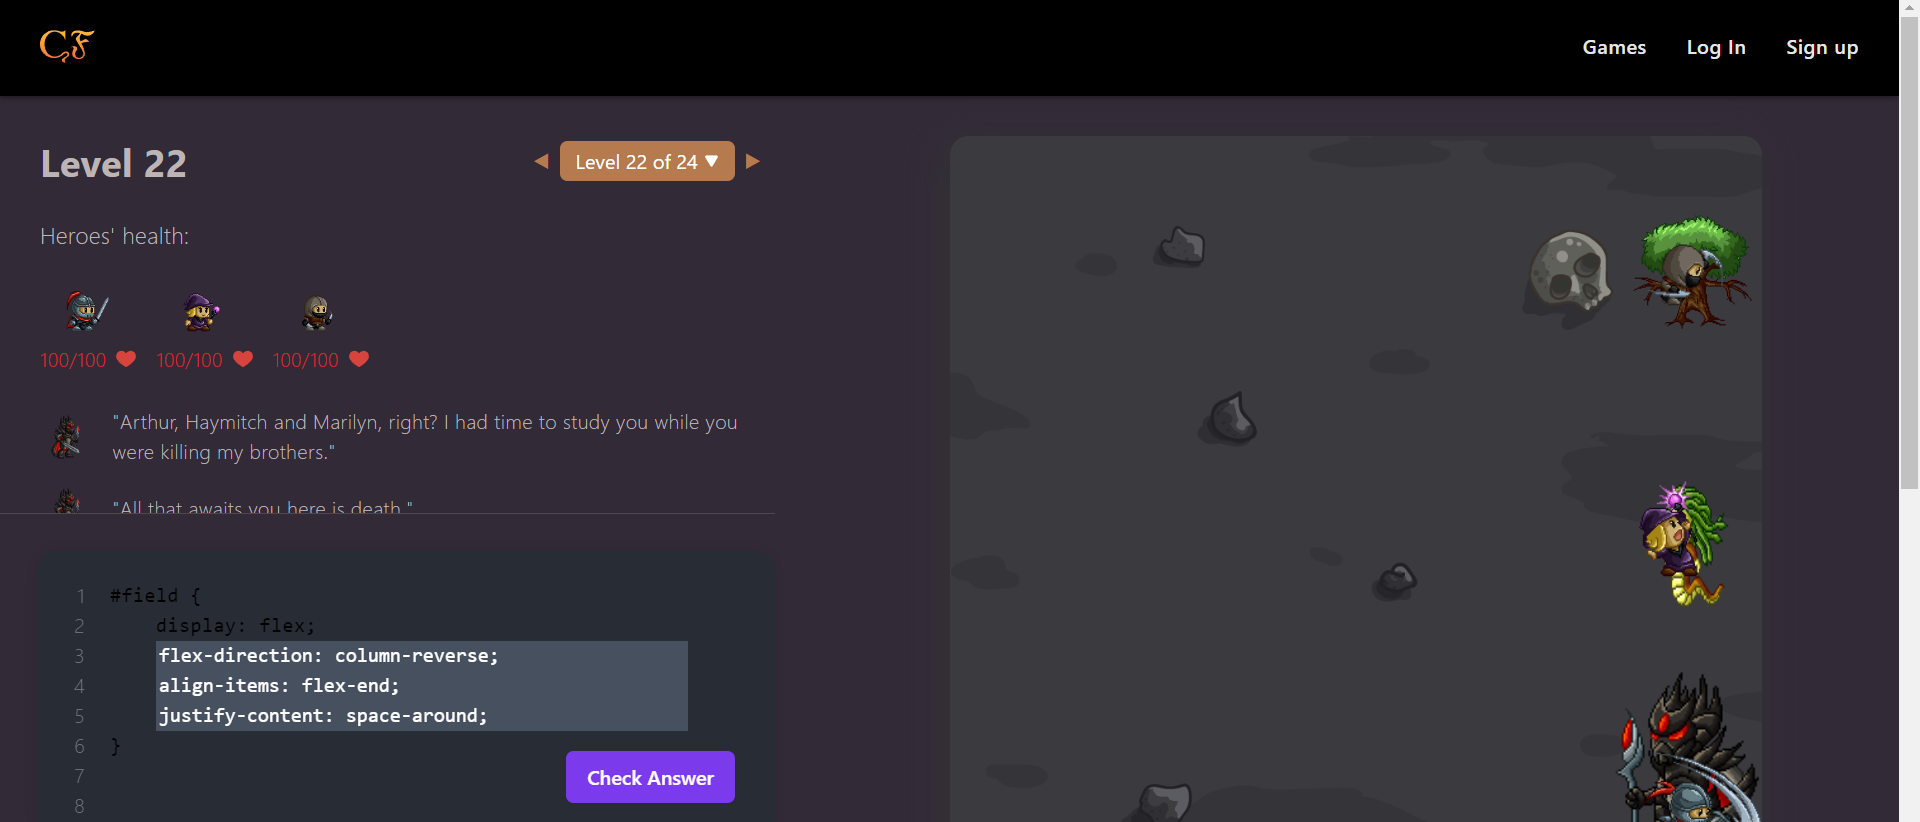 CF
Games
Log In
Sign up
Level 22
◀ Level 22 of 24 ▼ ▶
Heroes' health:
100/100
100/100
100/100
"Arthur, Haymitch and Marilyn, right? I had time to study you while you
were killing my brothers."
"All that awaits you here is death."
1 #field {
2 display: flex;
3 flex-direction: column-reverse;
4 align-items: flex-end;
5 justify-content: space-around;
6 }
7
8
Check Answer